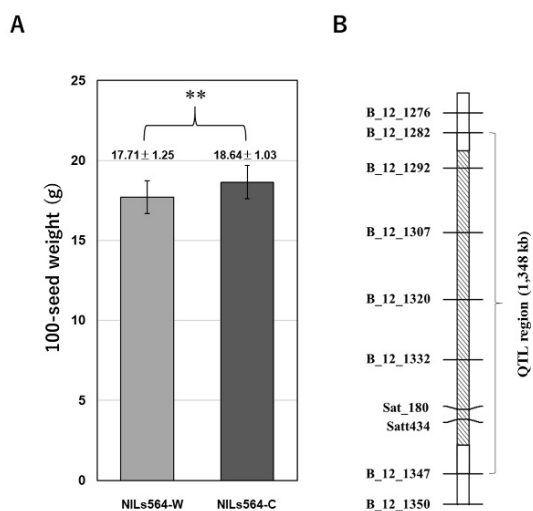 A
100-seed weight (g)
25
20
15
10
5
0
**
17.71± 1.25
18.64± 1.03
NILs564-W
NILs564-C
B
B_12_1276
B_12_1282
B_12_1292
B_12_1307
B_12_1320
B_12_1332
Sat_180
Satt434
B_12_1347
B_12_1350
QTL region (1,348 kb)